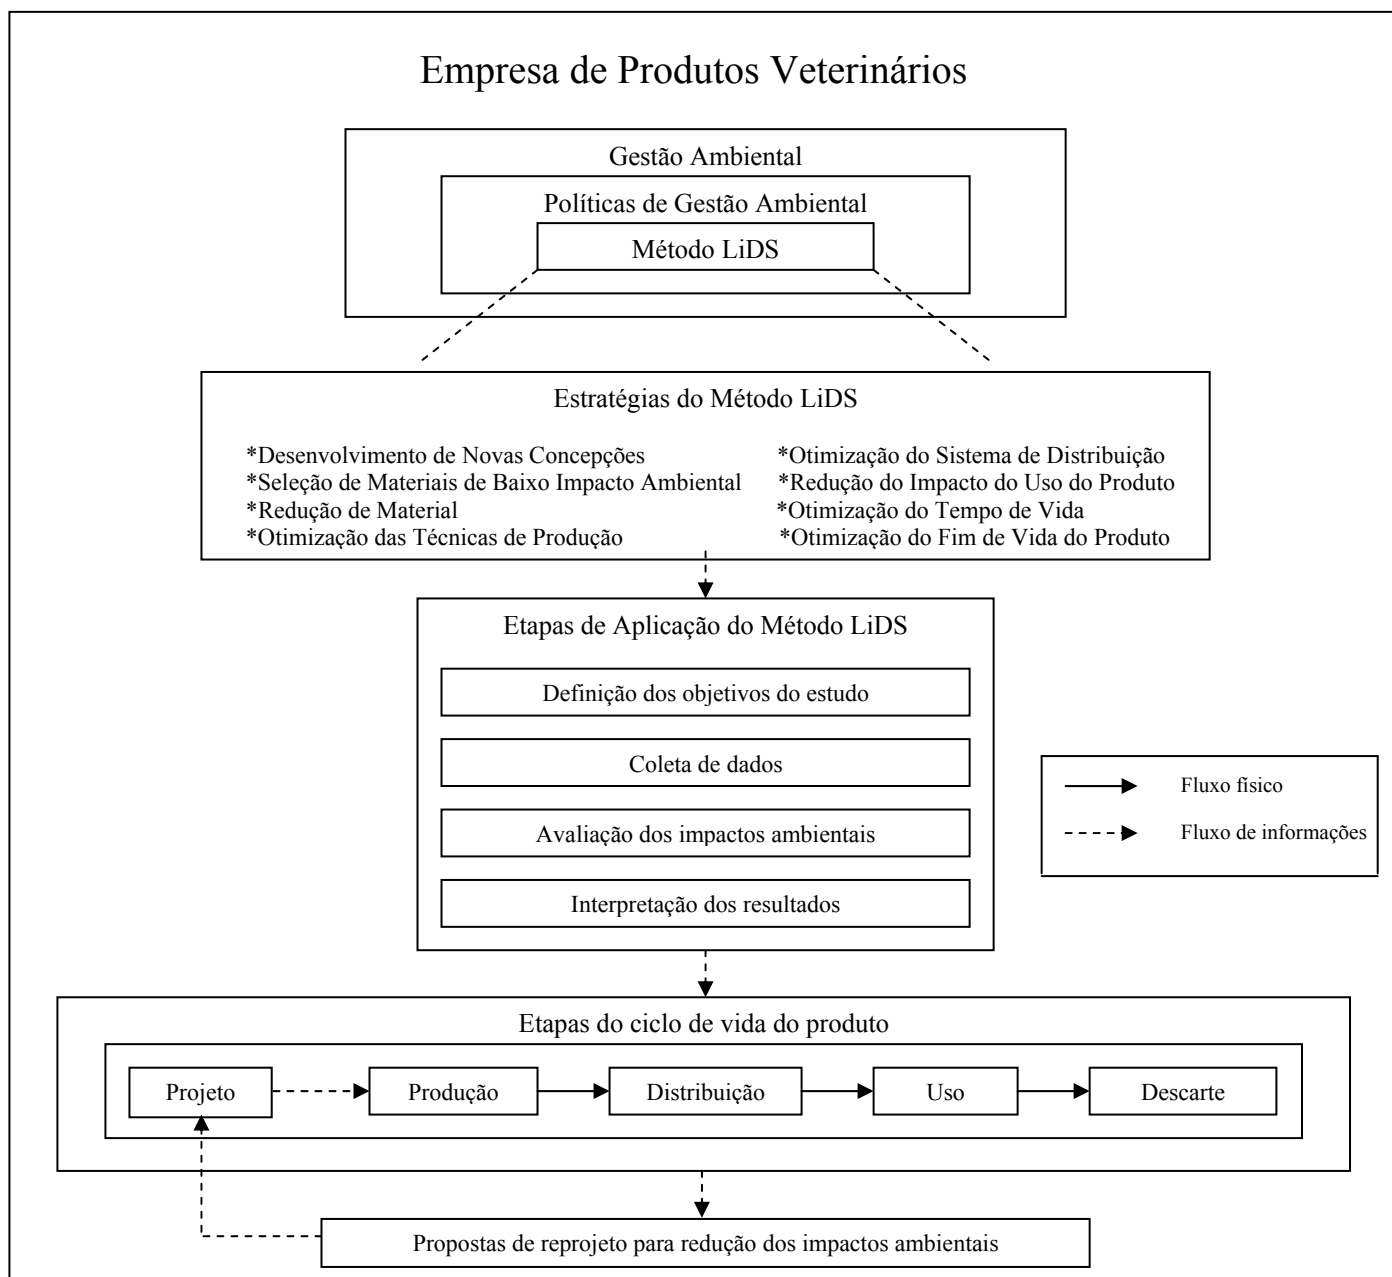 Empresa de Produtos Veterinários
Gestão Ambiental
Políticas de Gestão Ambiental
Método LiDS
Estratégias do Método LiDS
*Desenvolvimento de Novas Concepções
*Seleção de Materiais de Baixo Impacto Ambiental
*Redução de Material
*Otimização das Técnicas de Produção
*Otimização do Sistema de Distribuição
*Redução do Impacto do Uso do Produto
*Otimização do Tempo de Vida
*Otimização do Fim de Vida do Produto
Etapas de Aplicação do Método LiDS
Definição dos objetivos do estudo
Coleta de dados
Avaliação dos impactos ambientais
Interpretação dos resultados
Fluxo físico
Fluxo de informações
Etapas do ciclo de vida do produto
Projeto
Produção
Distribuição
Uso
Descarte
Propostas de reprojeto para redução dos impactos ambientais